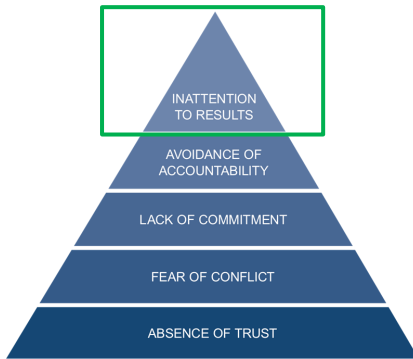 INATTENTION
TO RESULTS
AVOIDANCE OF
ACCOUNTABILITY
LACK OF COMMITMENT
FEAR OF CONFLICT
ABSENCE OF TRUST